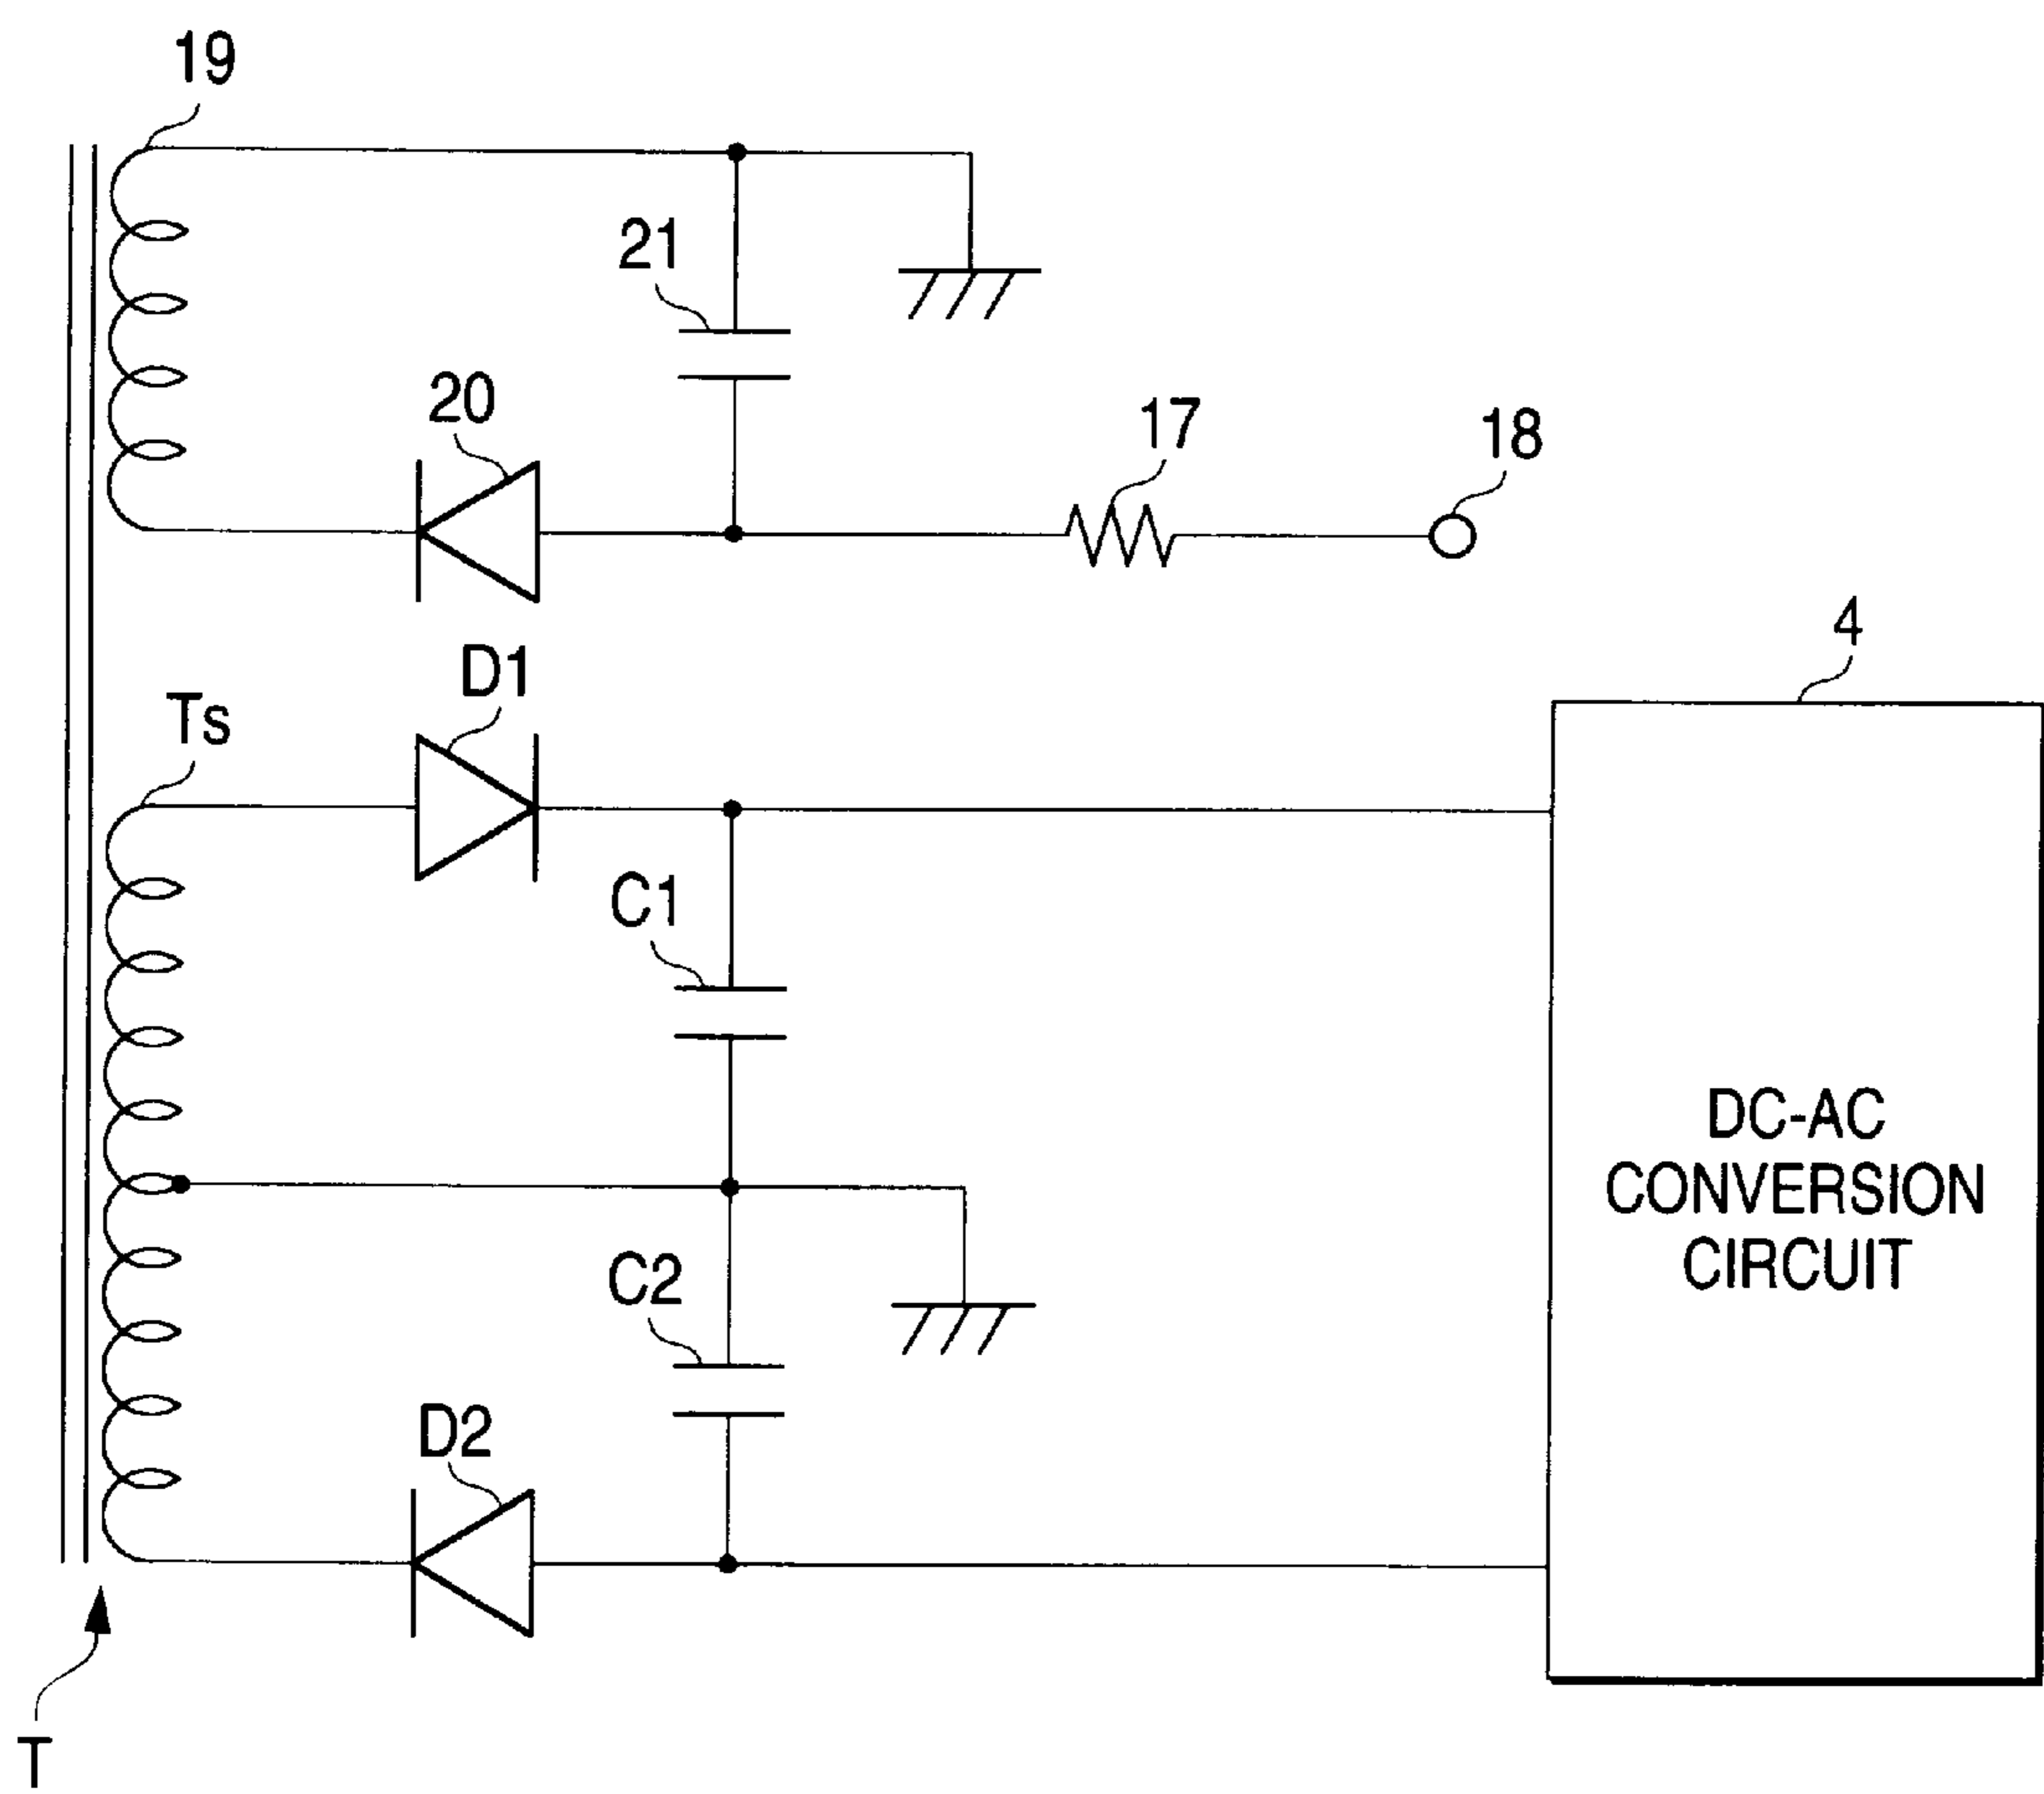 19
21
20
17
18
4
D1
Ts
C1
DC-AC
CONVERSION
CIRCUIT
C2
D2
T